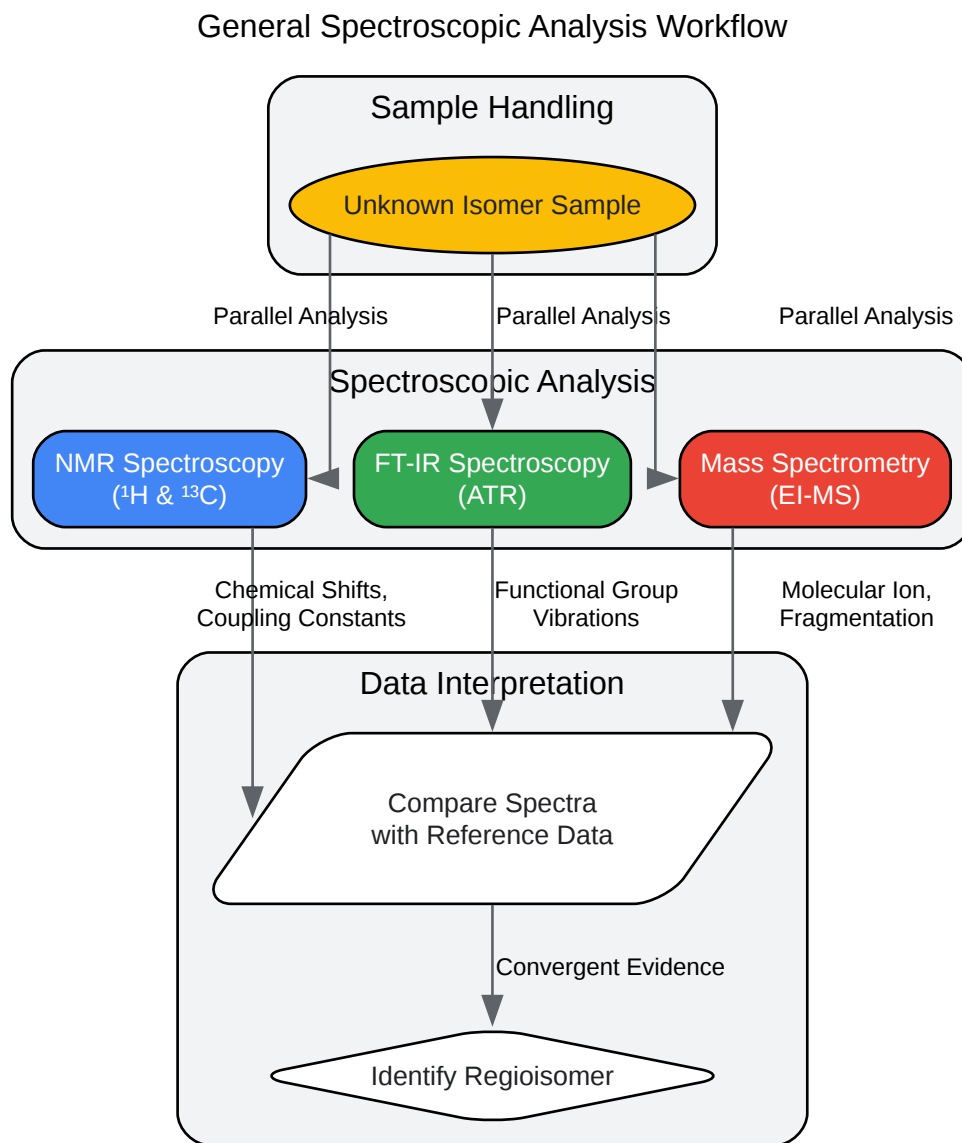 General Spectroscopic Analysis Workflow
Sample Handling
Unknown Isomer Sample
Parallel Analysis
Parallel Analysis
Parallel Analysis
Spectroscopic Analysis
NMR Spectroscopy
(¹H & ¹³C)
FT-IR Spectroscopy
(ATR)
Mass Spectrometry
(EI-MS)
Chemical Shifts,
Coupling Constants
Functional Group
Vibrations
Molecular Ion,
Fragmentation
Data Interpretation
Compare Spectra
with Reference Data
Convergent Evidence
Identify Regioisomer